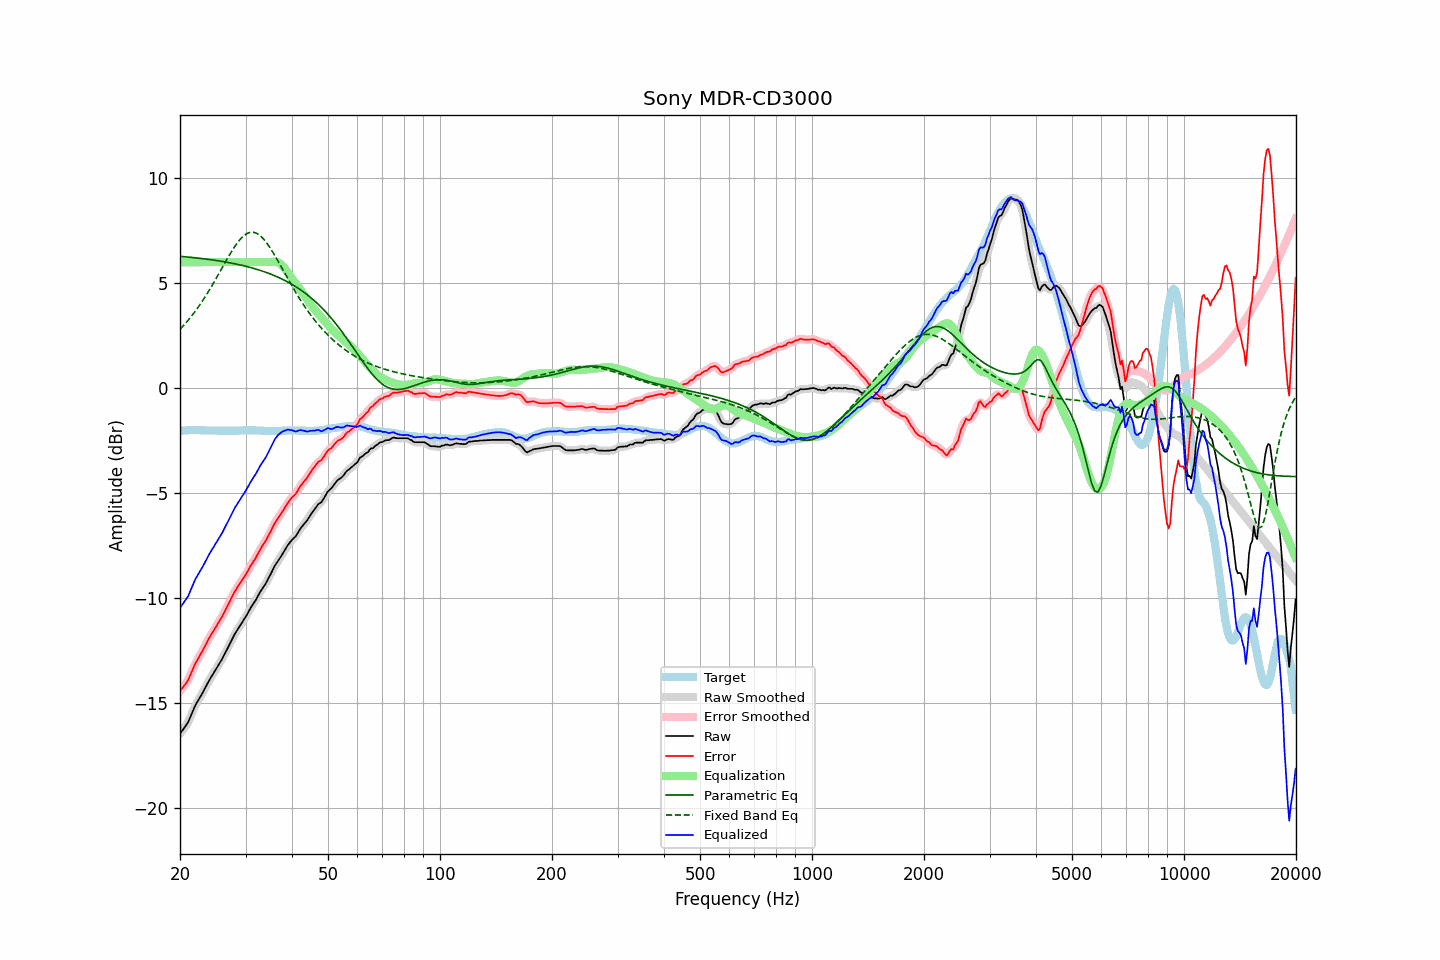 Sony MDR-CD3000
Amplitude (dBr)
10
5
0
−5
−10
−15
−20
Target
Raw Smoothed
Error Smoothed
Raw
Error
Equalization
Parametric Eq
Fixed Band Eq
Equalized
20 50 100 200 500 1000 2000 5000 10000 20000
Frequency (Hz)